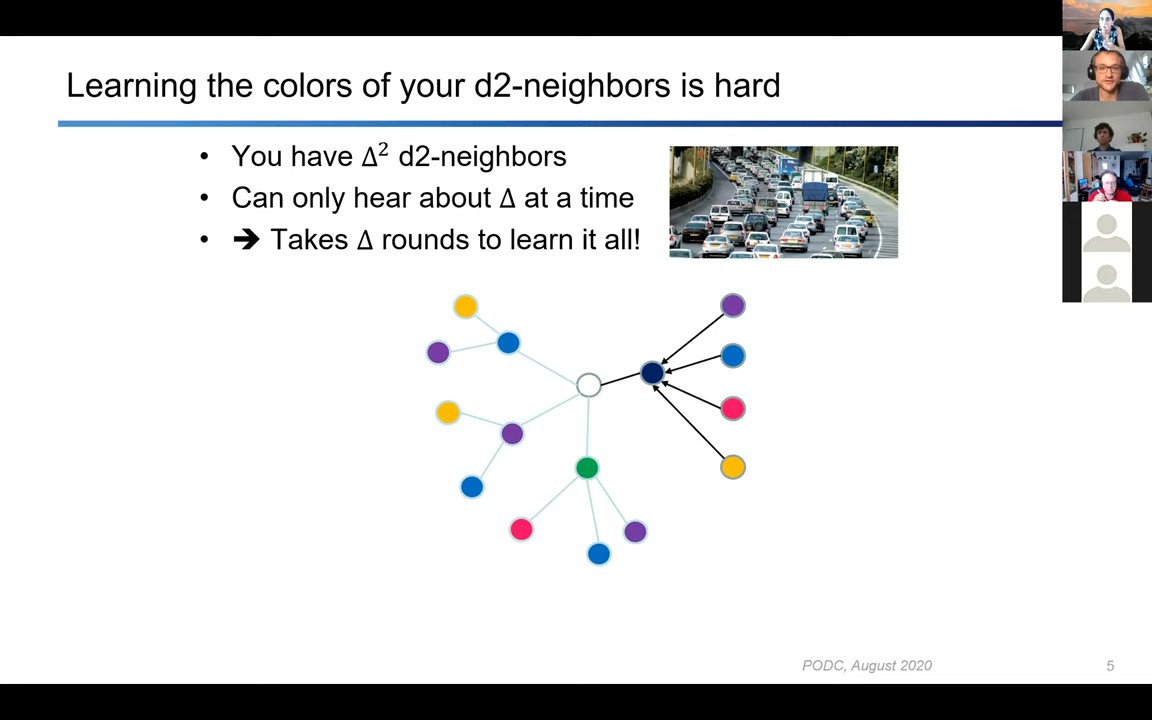 Learning the colors of your d2-neighbors is hard
• You have Δ² d2-neighbors
• Can only hear about Δ at a time
• ➔ Takes Δ rounds to learn it all!
PODC, August 2020
5